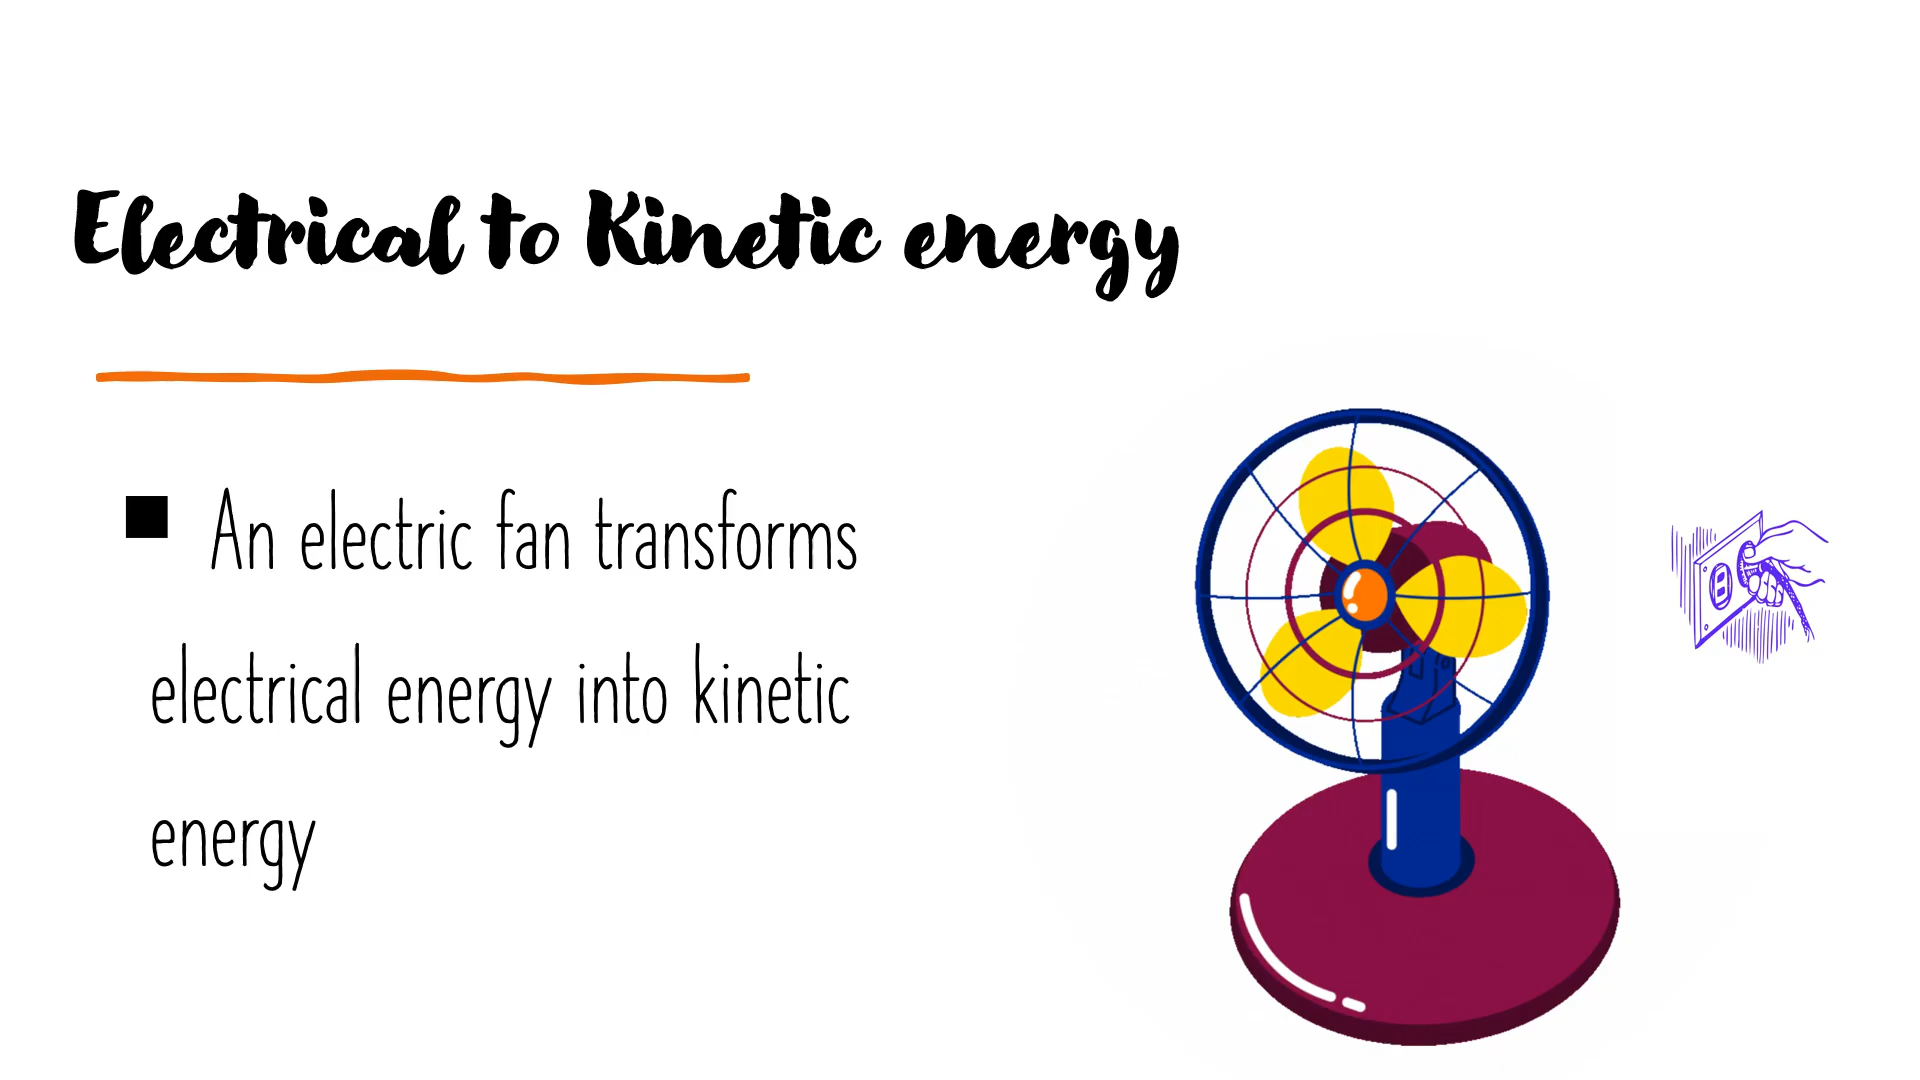 Electrical to Kinetic energy
■ An electric fan transforms
electrical energy into kinetic
energy